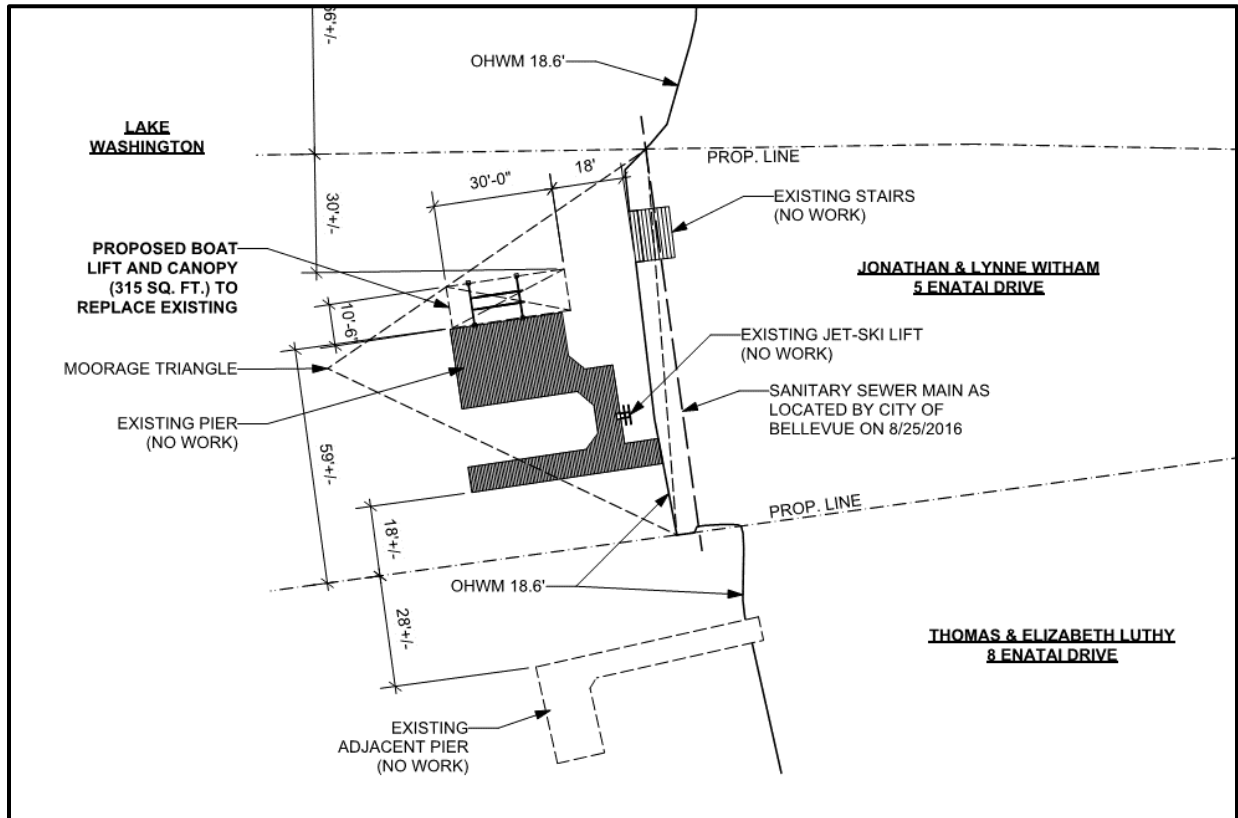 66'+/-
OHWM 18.6'
LAKE
WASHINGTON
PROP. LINE
30'-0"
18'
EXISTING STAIRS
(NO WORK)
30'+/-
PROPOSED BOAT
LIFT AND CANOPY
(315 SQ. FT.) TO
REPLACE EXISTING
JONATHAN & LYNNE WITHAM
5 ENATAI DRIVE
10'-6"
EXISTING JET-SKI LIFT
(NO WORK)
MOORAGE TRIANGLE
SANITARY SEWER MAIN AS
LOCATED BY CITY OF
BELLEVUE ON 8/25/2016
EXISTING PIER
(NO WORK)
59'+/-
PROP. LINE
18'+/-
OHWM 18.6'
28'+/-
THOMAS & ELIZABETH LUTHY
8 ENATAI DRIVE
EXISTING
ADJACENT PIER
(NO WORK)